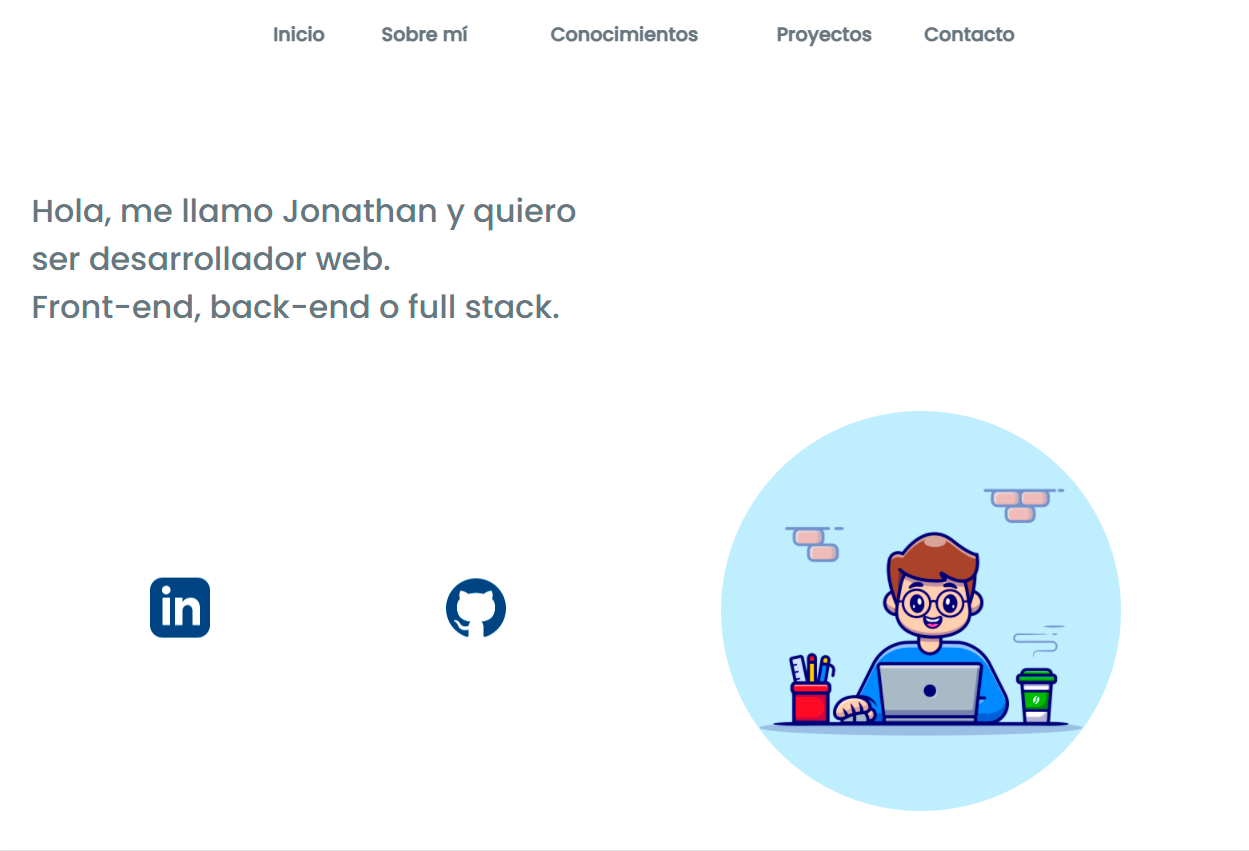 Inicio Sobre mí Conocimientos Proyectos Contacto
Hola, me llamo Jonathan y quiero
ser desarrollador web.
Front-end, back-end o full stack.
in